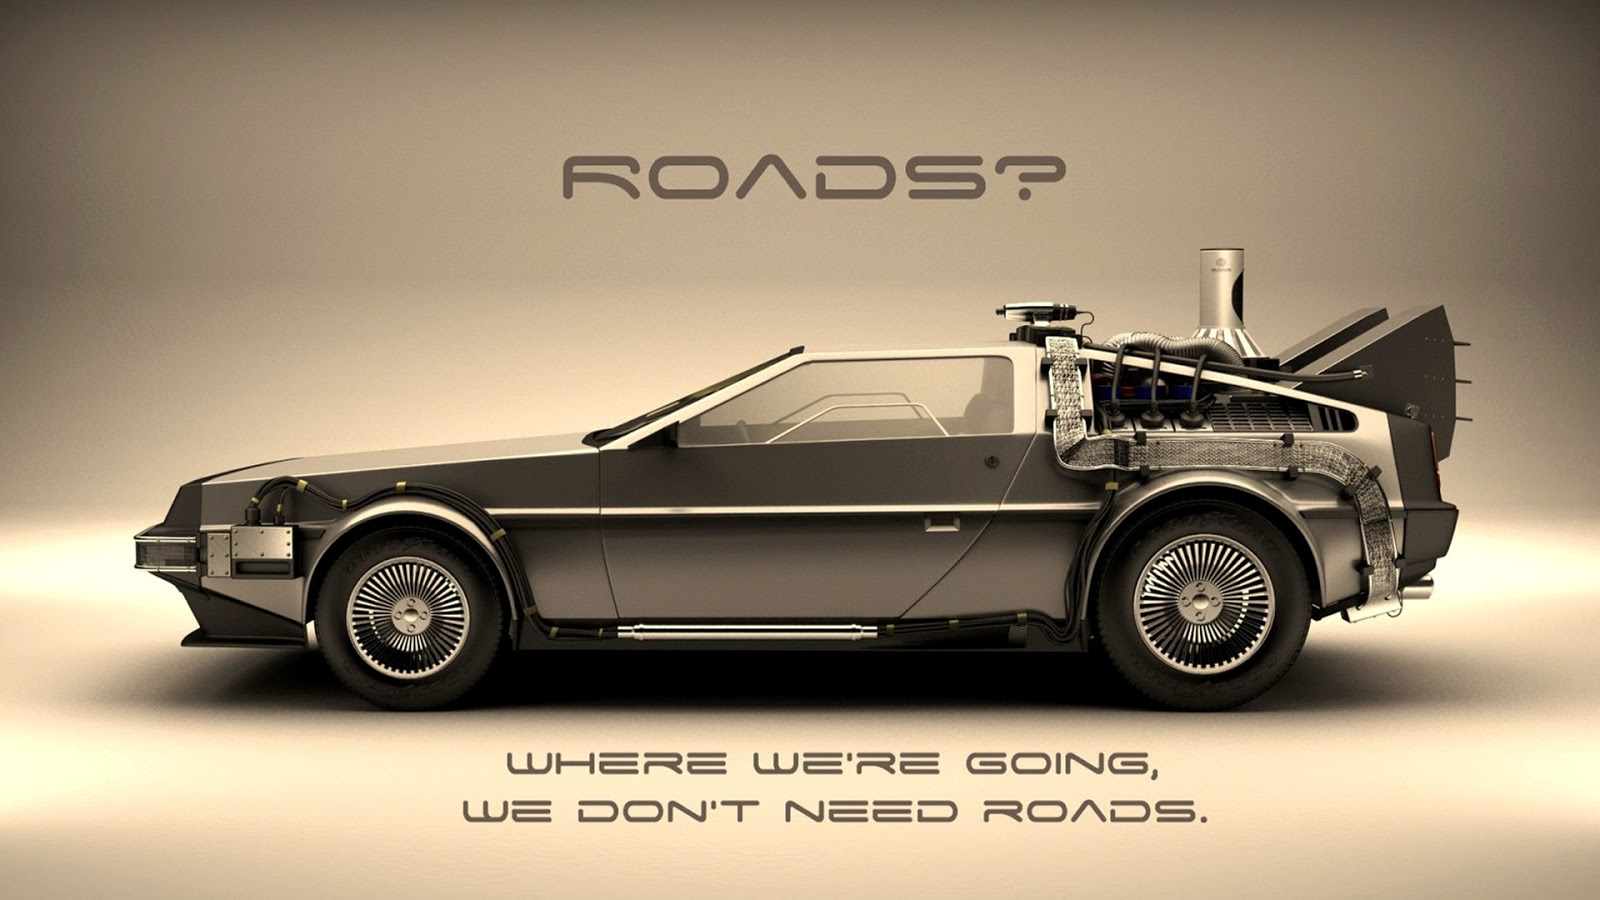 ROADS?
WHERE WE'RE GOING,
WE DON'T NEED ROADS.